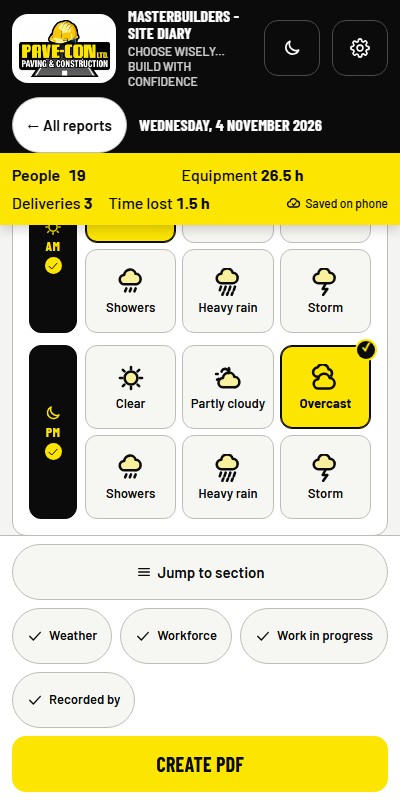 PAVE-CON LTD.
PAVING & CONSTRUCTION
MASTERBUILDERS -
SITE DIARY
CHOOSE WISELY...
BUILD WITH
CONFIDENCE
← All reports
WEDNESDAY, 4 NOVEMBER 2026
People 19
Equipment 26.5 h
Deliveries 3
Time lost 1.5 h
Saved on phone
AM
Showers
Heavy rain
Storm
PM
Clear
Partly cloudy
Overcast
Showers
Heavy rain
Storm
Jump to section
Weather
Workforce
Work in progress
Recorded by
CREATE PDF